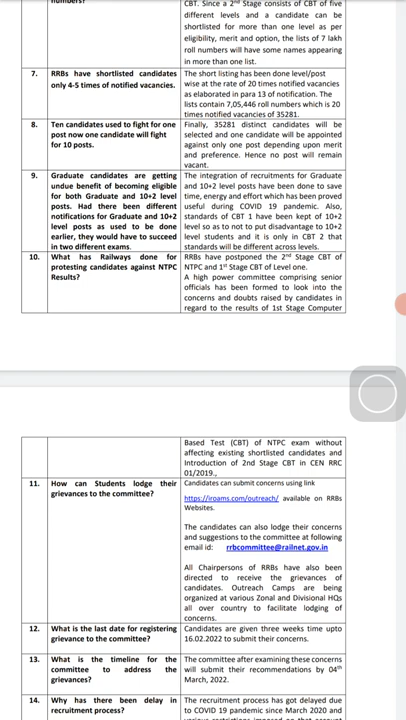 numbers?
CBT. Since a 2nd Stage consists of CBT of five
different levels and a candidate can be
shortlisted for more than one level as per
eligibility, merit and option, the lists of 7 lakh
roll numbers will have some names appearing
in more than one list.
7. RRBs have shortlisted candidates
only 4-5 times of notified vacancies.
The short listing has been done level/post
wise at the rate of 20 times notified vacancies
as elaborated in para 13 of notification. The
lists contain 7,05,446 roll numbers which is 20
times notified vacancies of 35281.
8. Ten candidates used to fight for one
post now one candidate will fight
for 10 posts.
Finally, 35281 distinct candidates will be
selected and one candidate will be appointed
against only one post depending upon merit
and preference. Hence no post will remain
vacant.
9. Graduate candidates are getting
undue benefit of becoming eligible
for both Graduate and 10+2 level
posts. Had there been different
notifications for Graduate and 10+2
level posts as used to be done
earlier, they would have to succeed
in two different exams.
The integration of recruitments for Graduate
and 10+2 level posts have been done to save
time, energy and effort which has been proved
useful during COVID 19 pandemic. Also,
standards of CBT 1 have been kept of 10+2
level so as to not to put disadvantage to 10+2
level students and it is only in CBT 2 that
standards will be different across levels.
10. What has Railways done for
protesting candidates against NTPC
Results?
RRBs have postponed the 2nd Stage CBT of
NTPC and 1st Stage CBT of Level one.
A high power committee comprising senior
officials has been formed to look into the
concerns and doubts raised by candidates in
regard to the results of 1st Stage Computer
Based Test (CBT) of NTPC exam without
affecting existing shortlisted candidates and
Introduction of 2nd Stage CBT in CEN RRC
01/2019.,
11. How can Students lodge their
grievances to the committee?
Candidates can submit concerns using link
https://iroams.com/outreach/ available on RRBs
Websites.
The candidates can also lodge their concerns
and suggestions to the committee at following
email id: rrbcommittee@railnet.gov.in
All Chairpersons of RRBs have also been
directed to receive the grievances of
candidates. Outreach Camps are being
organized at various Zonal and Divisional HQs
all over country to facilitate lodging of
concerns.
12. What is the last date for registering
grievance to the committee?
Candidates are given three weeks time upto
16.02.2022 to submit their concerns.
13. What is the timeline for the
committee to address the
grievances?
The committee after examining these concerns
will submit their recommendations by 04th
March, 2022.
14. Why has there been delay in
recruitment process?
The recruitment process has got delayed due
to COVID 19 pandemic since March 2020 and